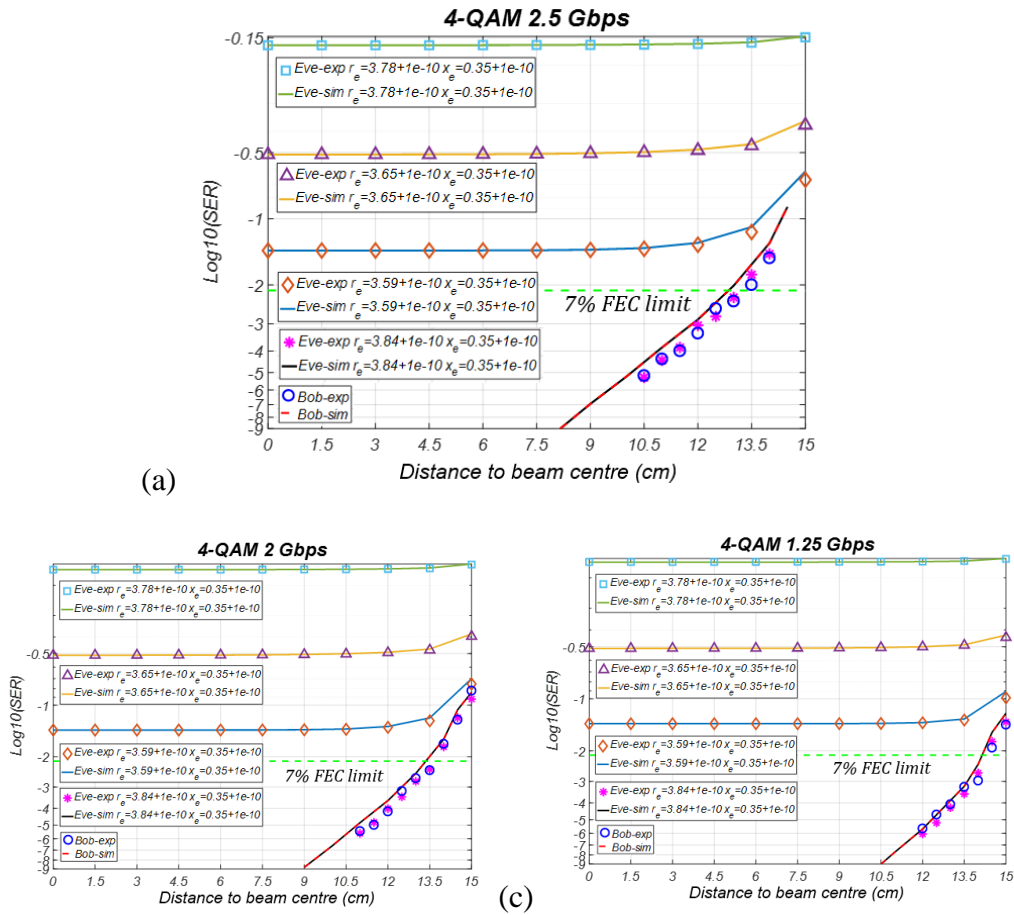 4-QAM 2.5 Gbps
-0.15
-0.5
-1
-2
-3
-4
-5
-6
-7
-8
-9
Log10(SER)
Eve-exp r_e=3.78+1e-10 x_e=0.35+1e-10
Eve-sim r_e=3.78+1e-10 x_e=0.35+1e-10
Eve-exp r_e=3.65+1e-10 x_e=0.35+1e-10
Eve-sim r_e=3.65+1e-10 x_e=0.35+1e-10
Eve-exp r_e=3.59+1e-10 x_e=0.35+1e-10
Eve-sim r_e=3.59+1e-10 x_e=0.35+1e-10
7% FEC limit
Eve-exp r_e=3.84+1e-10 x_e=0.35+1e-10
Eve-sim r_e=3.84+1e-10 x_e=0.35+1e-10
Bob-exp
Bob-sim
0 1.5 3 4.5 6 7.5 9 10.5 12 13.5 15
Distance to beam centre (cm)
(a)
4-QAM 2 Gbps
-0.5
-1
-2
-3
-4
-5
-6
-7
-8
-9
Log10(SER)
Eve-exp r_e=3.78+1e-10 x_e=0.35+1e-10
Eve-sim r_e=3.78+1e-10 x_e=0.35+1e-10
Eve-exp r_e=3.65+1e-10 x_e=0.35+1e-10
Eve-sim r_e=3.65+1e-10 x_e=0.35+1e-10
Eve-exp r_e=3.59+1e-10 x_e=0.35+1e-10
Eve-sim r_e=3.59+1e-10 x_e=0.35+1e-10
7% FEC limit
Eve-exp r_e=3.84+1e-10 x_e=0.35+1e-10
Eve-sim r_e=3.84+1e-10 x_e=0.35+1e-10
Bob-exp
Bob-sim
0 1.5 3 4.5 6 7.5 9 10.5 12 13.5 15
Distance to beam centre (cm)
(c)
4-QAM 1.25 Gbps
-0.5
-1
-2
-3
-4
-5
-6
-7
-8
-9
Log10(SER)
Eve-exp r_e=3.78+1e-10 x_e=0.35+1e-10
Eve-sim r_e=3.78+1e-10 x_e=0.35+1e-10
Eve-exp r_e=3.65+1e-10 x_e=0.35+1e-10
Eve-sim r_e=3.65+1e-10 x_e=0.35+1e-10
Eve-exp r_e=3.59+1e-10 x_e=0.35+1e-10
Eve-sim r_e=3.59+1e-10 x_e=0.35+1e-10
7% FEC limit
Eve-exp r_e=3.84+1e-10 x_e=0.35+1e-10
Eve-sim r_e=3.84+1e-10 x_e=0.35+1e-10
Bob-exp
Bob-sim
0 1.5 3 4.5 6 7.5 9 10.5 12 13.5 15
Distance to beam centre (cm)